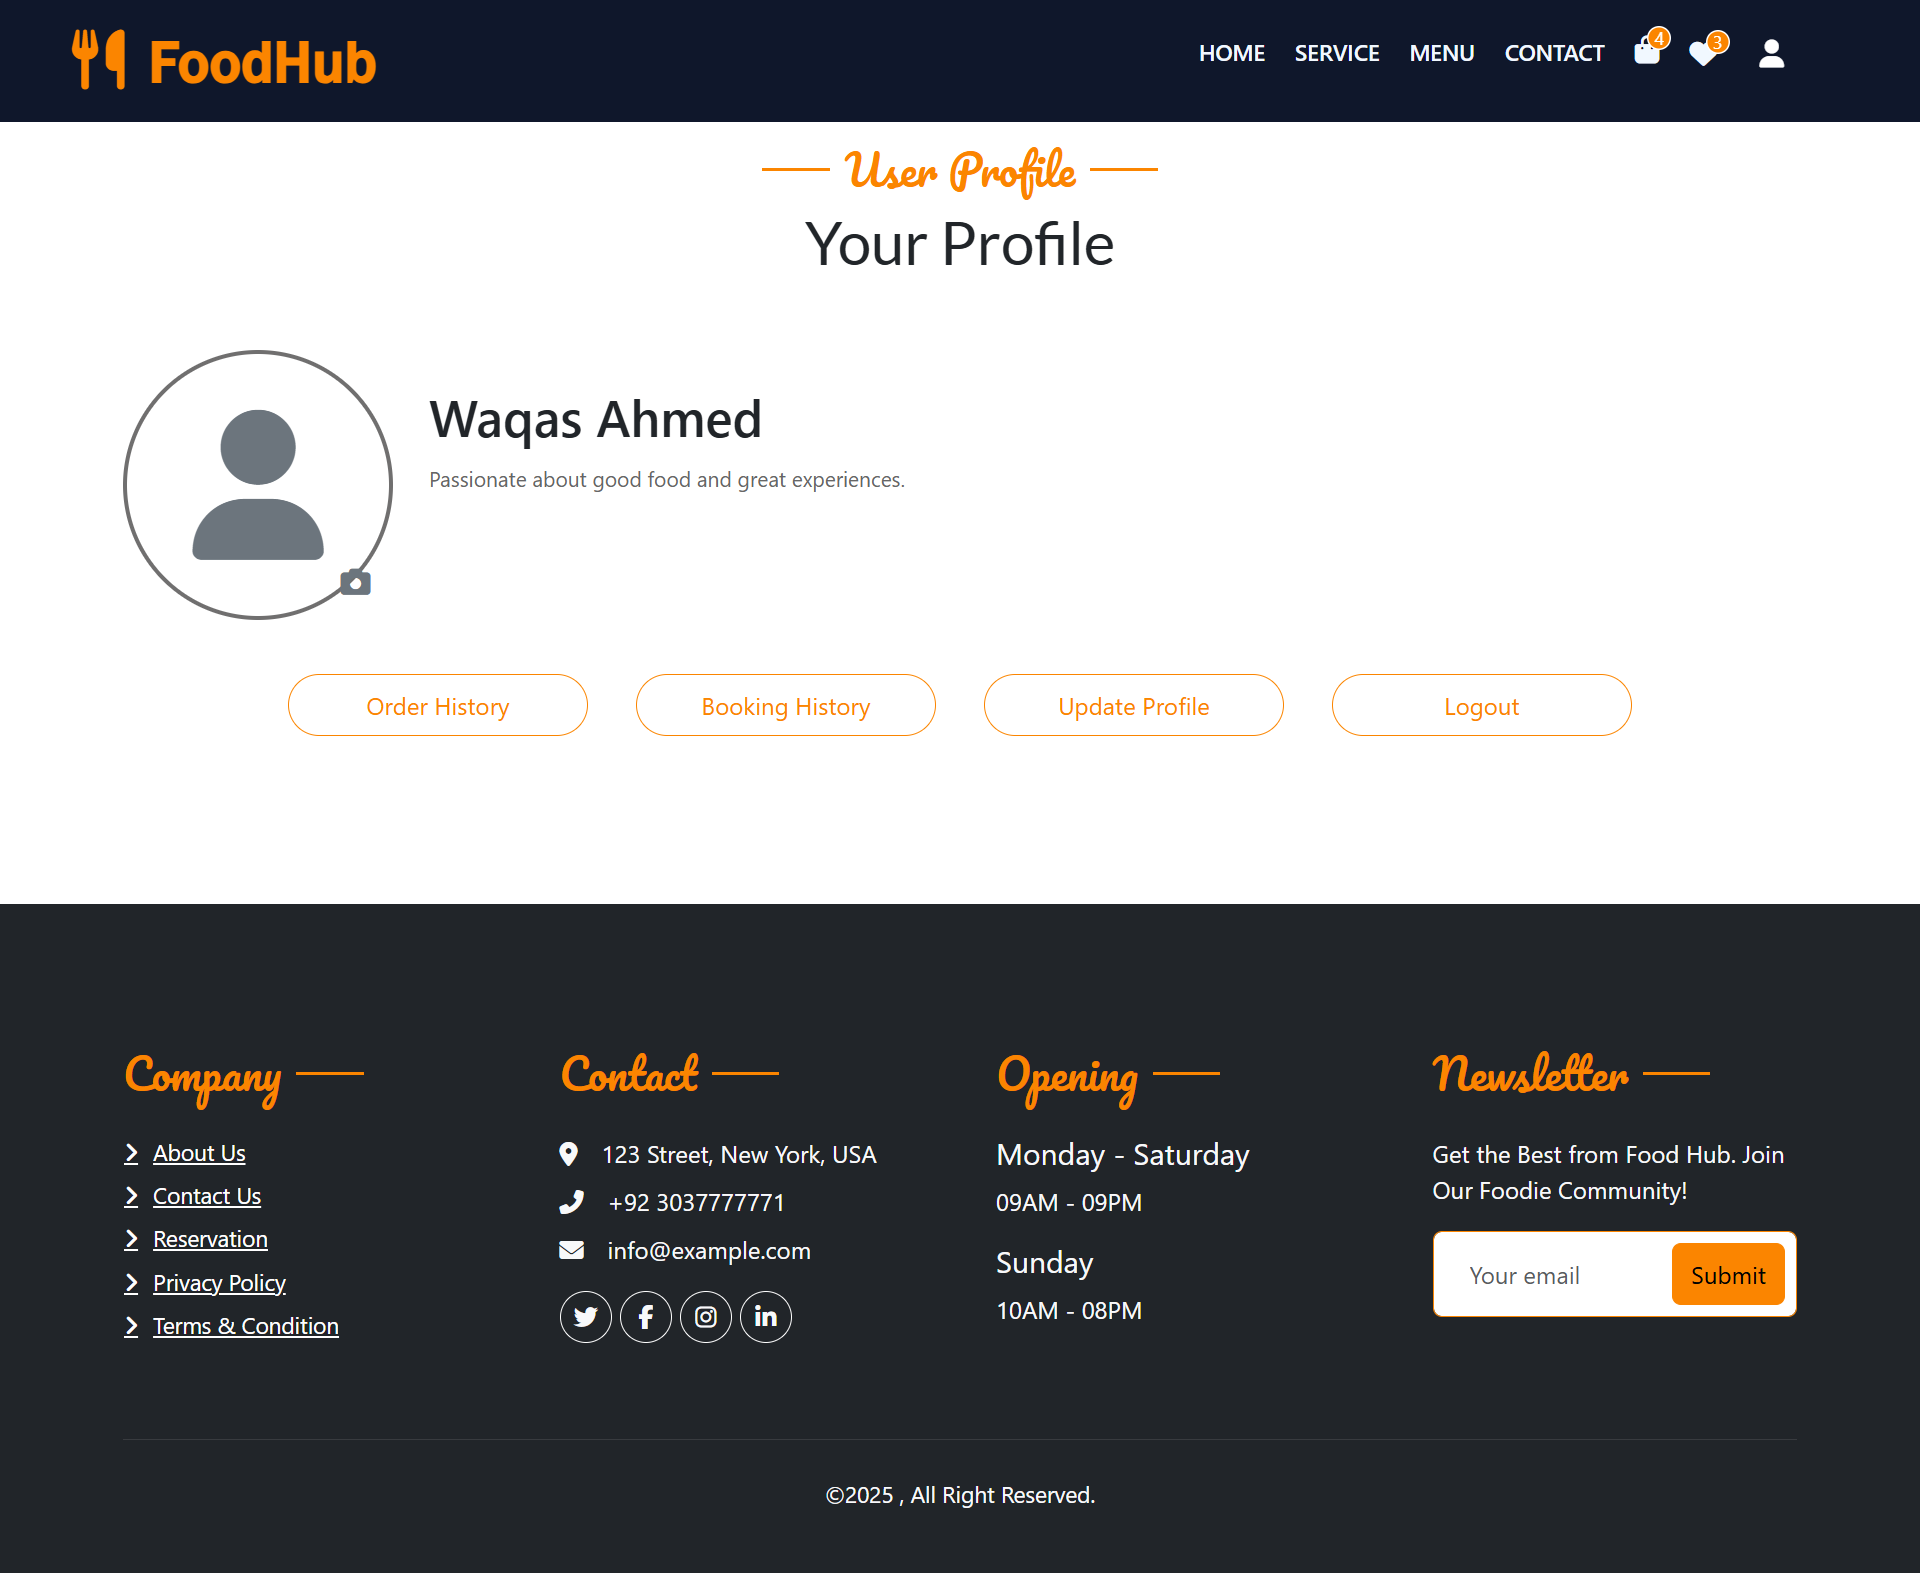 FoodHub
HOME SERVICE MENU CONTACT 4 3
User Profile
Your Profile
Waqas Ahmed
Passionate about good food and great experiences.
Order History Booking History Update Profile Logout
Company
About Us
Contact Us
Reservation
Privacy Policy
Terms & Condition
Contact
123 Street, New York, USA
+92 3037777771
info@example.com
Opening
Monday - Saturday
09AM - 09PM
Sunday
10AM - 08PM
Newsletter
Get the Best from Food Hub. Join
Our Foodie Community!
Your email Submit
©2025 , All Right Reserved.